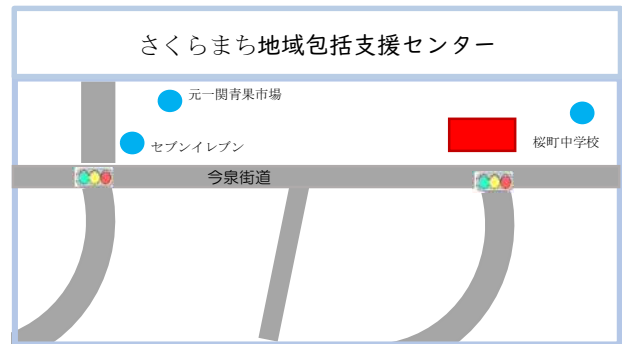 さくらまち地域包括支援センター
元一関青果市場
セブンイレブン
桜町中学校
今泉街道